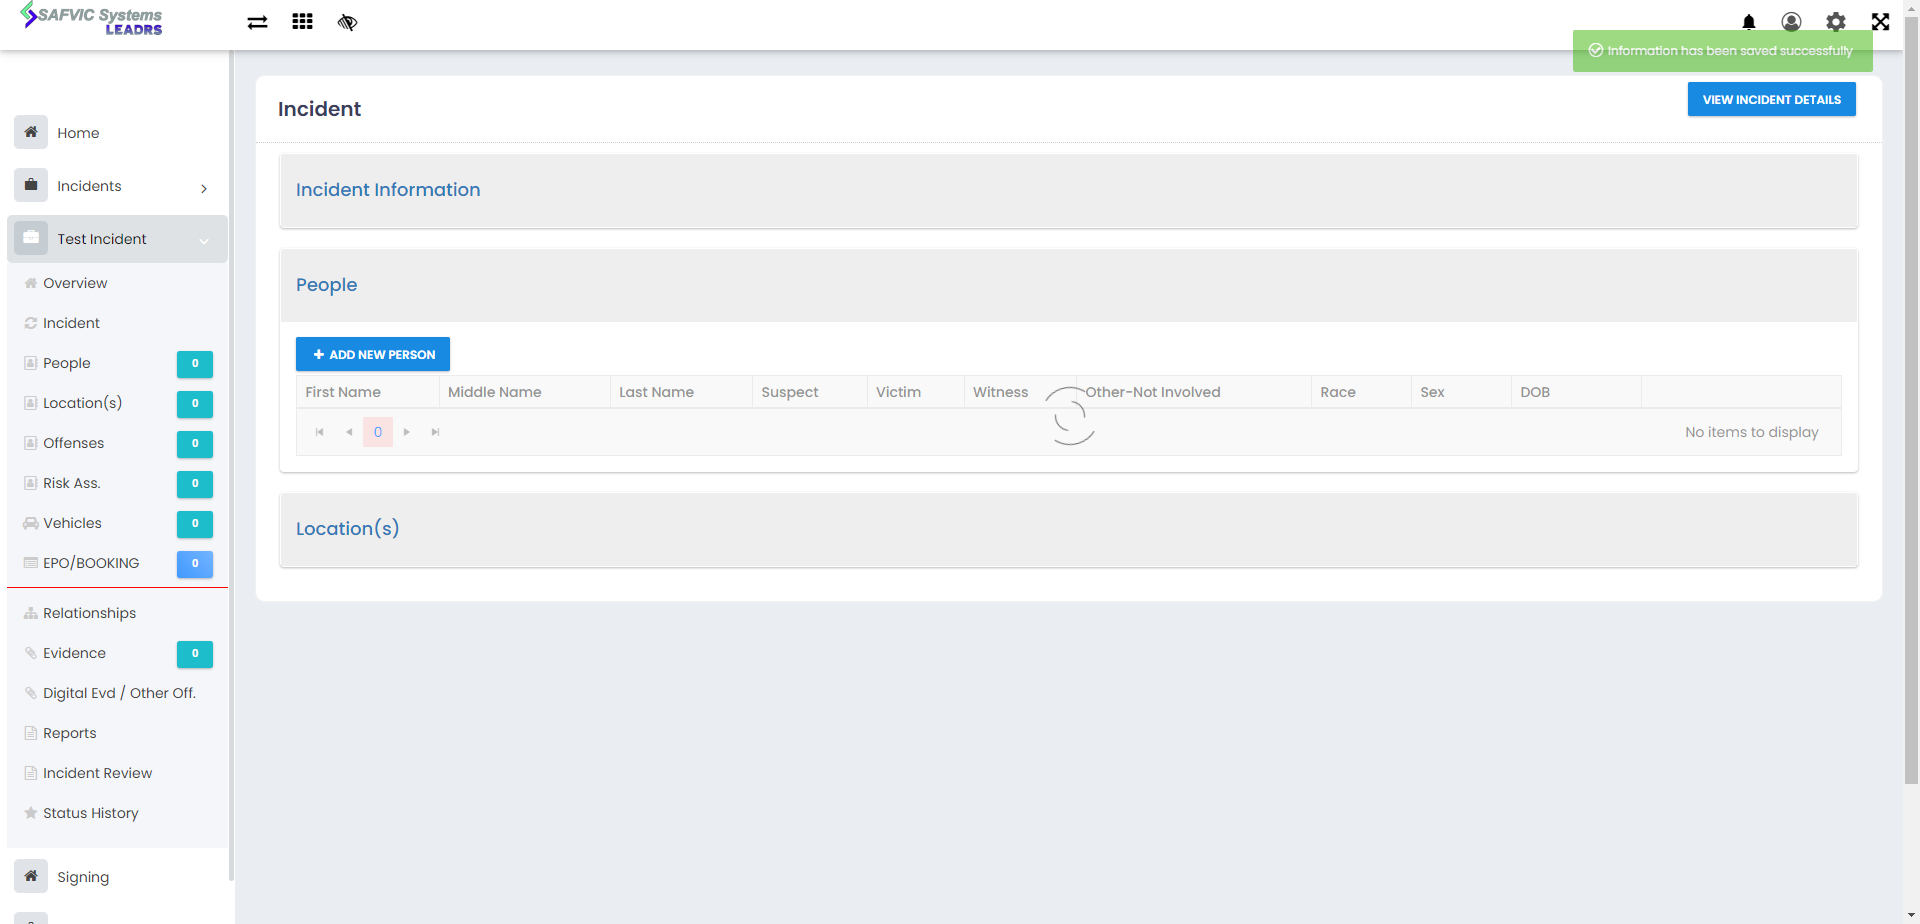 SAFVIC Systems
LEADRS
Information has been saved successfully
Home
Incidents
Test Incident
Overview
Incident
People 0
Location(s) 0
Offenses 0
Risk Ass. 0
Vehicles 0
EPO/BOOKING 0
Relationships
Evidence 0
Digital Evd / Other Off.
Reports
Incident Review
Status History
Signing
Incident
VIEW INCIDENT DETAILS
Incident Information
People
ADD NEW PERSON
First Name Middle Name Last Name Suspect Victim Witness Other-Not Involved Race Sex DOB
0 No items to display
Location(s)